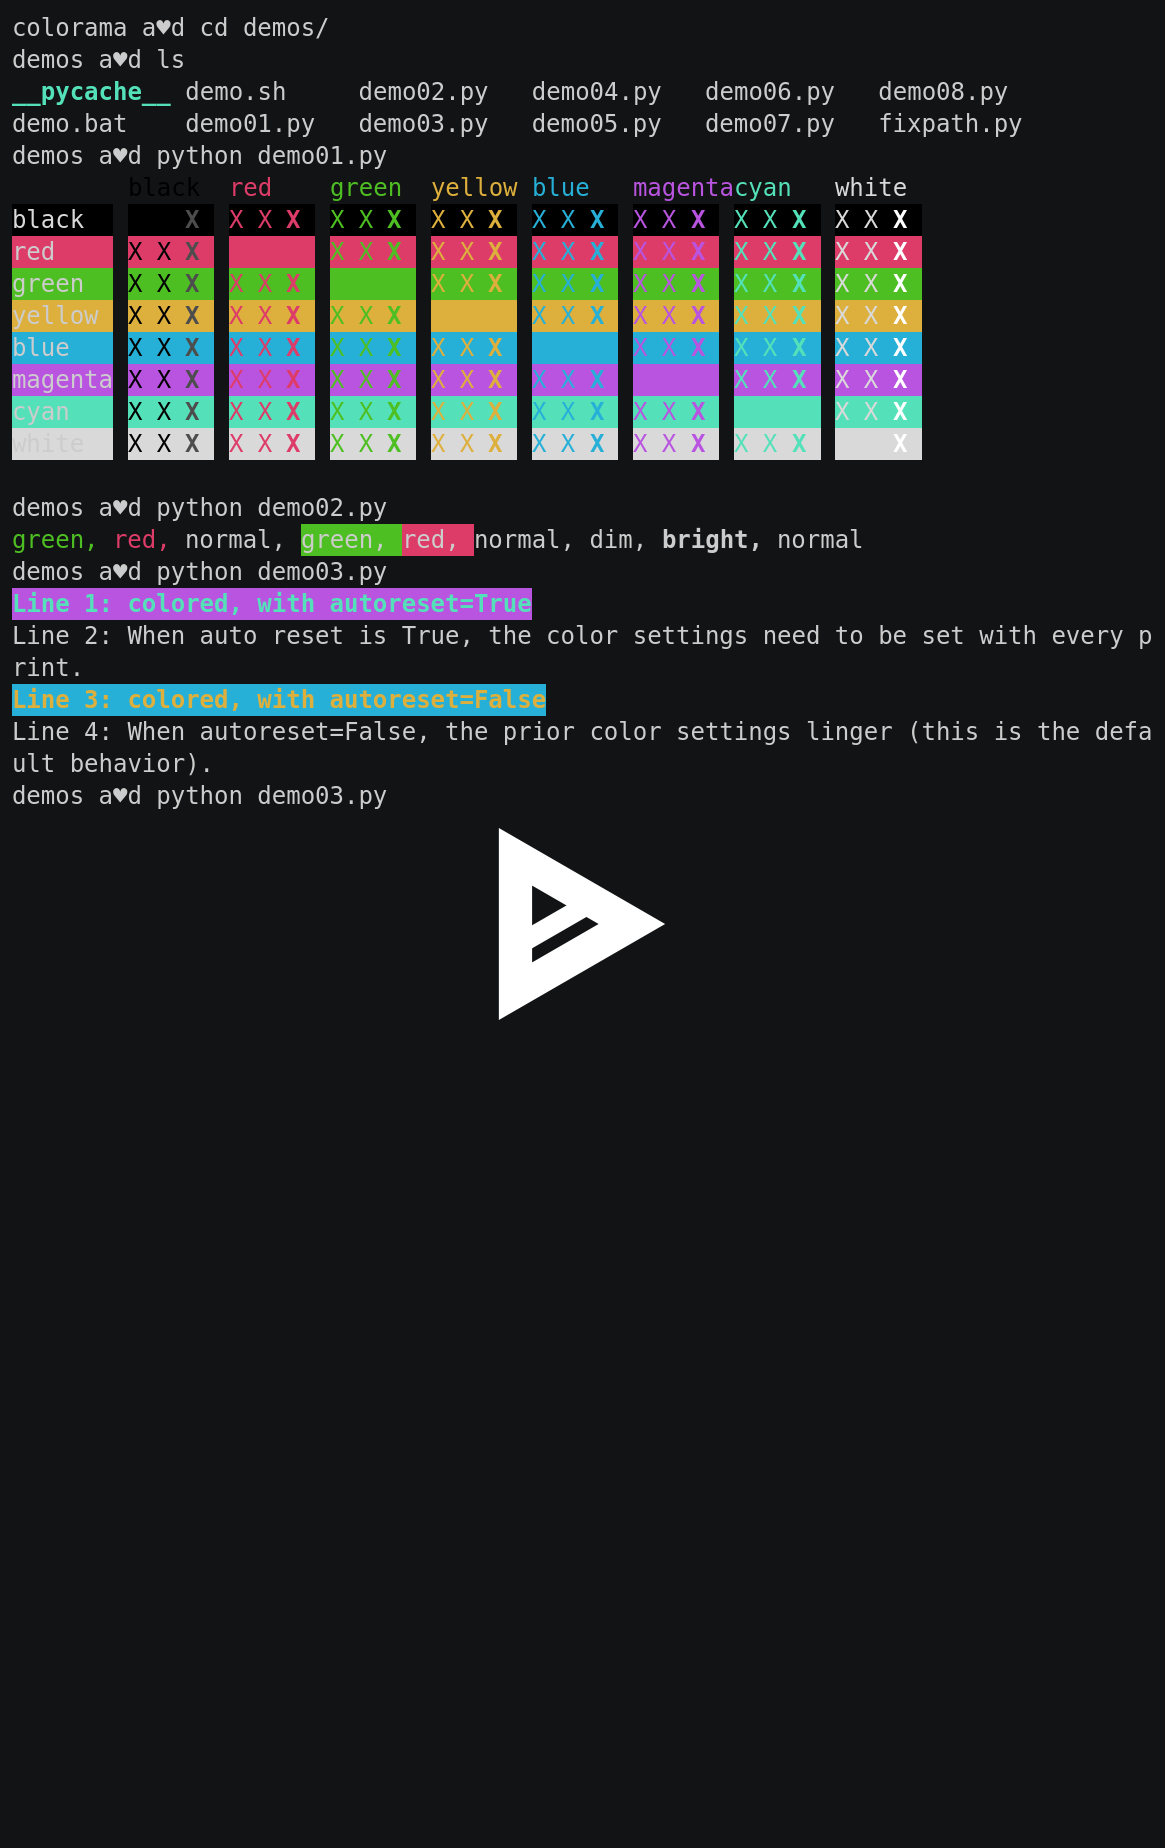 colorama a♥d cd demos/
demos a♥d ls
__pycache__ demo.sh     demo02.py   demo04.py   demo06.py   demo08.py
demo.bat    demo01.py   demo03.py   demo05.py   demo07.py   fixpath.py
demos a♥d python demo01.py
        black  red    green  yellow blue   magentacyan   white
black       X  X X X  X X X  X X X  X X X  X X X  X X X  X X X
red     X X X         X X X  X X X  X X X  X X X  X X X  X X X
green   X X X  X X X         X X X  X X X  X X X  X X X  X X X
yellow  X X X  X X X  X X X         X X X  X X X  X X X  X X X
blue    X X X  X X X  X X X  X X X         X X X  X X X  X X X
magenta X X X  X X X  X X X  X X X  X X X         X X X  X X X
cyan    X X X  X X X  X X X  X X X  X X X  X X X         X X X
white   X X X  X X X  X X X  X X X  X X X  X X X  X X X      X
demos a♥d python demo02.py
green, red, normal, green, red, normal, dim, bright, normal
demos a♥d python demo03.py
Line 1: colored, with autoreset=True
Line 2: When auto reset is True, the color settings need to be set with every p
rint.
Line 3: colored, with autoreset=False
Line 4: When autoreset=False, the prior color settings linger (this is the defa
ult behavior).
demos a♥d python demo03.py